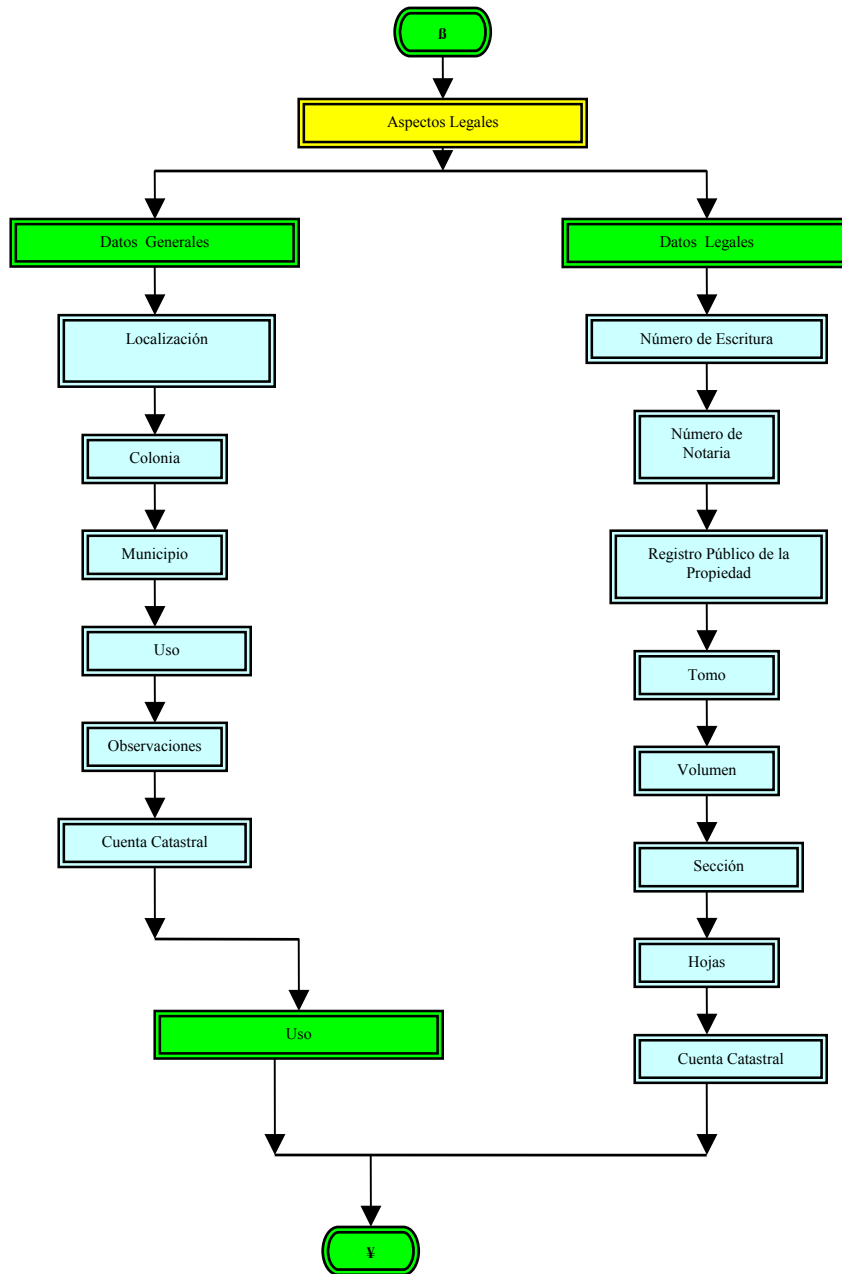 ß
Aspectos Legales
Datos Generales
Localización
Colonia
Municipio
Uso
Observaciones
Cuenta Catastral
Uso
Datos Legales
Número de Escritura
Número de
Notaria
Registro Público de la
Propiedad
Tomo
Volumen
Sección
Hojas
Cuenta Catastral
¥